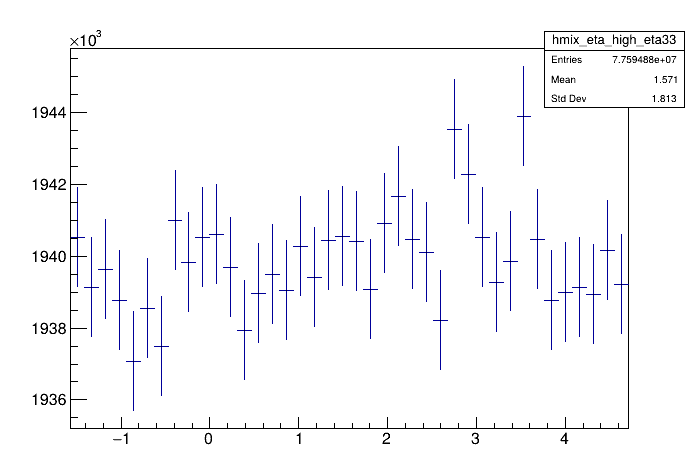 ×10³
hmix_eta_high_eta33
Entries 7.759488e+07
Mean 1.571
Std Dev 1.813
1944
1942
1940
1938
1936
−1 0 1 2 3 4